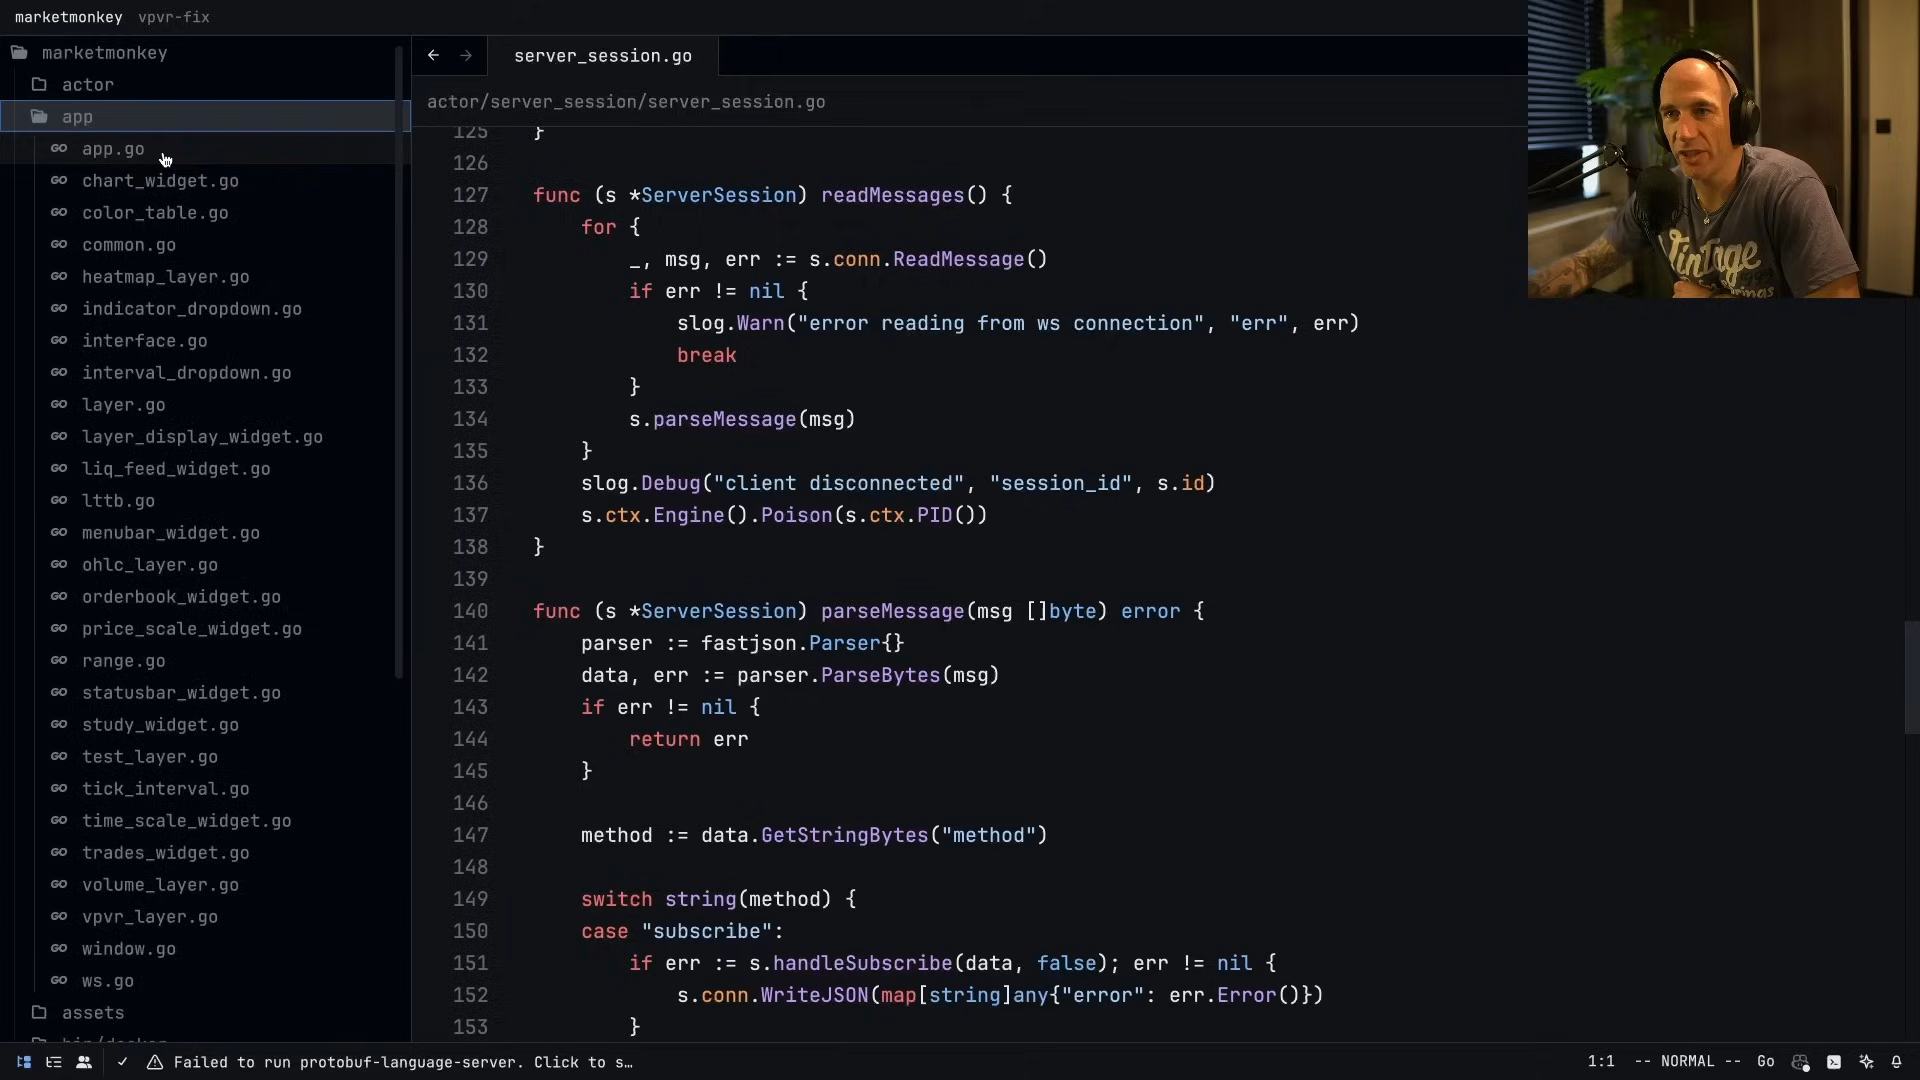 marketmonkey vpvr-fix
marketmonkey
actor
app
app.go
chart_widget.go
color_table.go
common.go
heatmap_layer.go
indicator_dropdown.go
interface.go
interval_dropdown.go
layer.go
layer_display_widget.go
liq_feed_widget.go
lttb.go
menubar_widget.go
ohlc_layer.go
orderbook_widget.go
price_scale_widget.go
range.go
statusbar_widget.go
study_widget.go
test_layer.go
tick_interval.go
time_scale_widget.go
trades_widget.go
volume_layer.go
vpvr_layer.go
window.go
ws.go
assets
server_session.go
actor/server_session/server_session.go
125 }
126
127 func (s *ServerSession) readMessages() {
128 for {
129 _, msg, err := s.conn.ReadMessage()
130 if err != nil {
131 slog.Warn("error reading from ws connection", "err", err)
132 break
133 }
134 s.parseMessage(msg)
135 }
136 slog.Debug("client disconnected", "session_id", s.id)
137 s.ctx.Engine().Poison(s.ctx.PID())
138 }
139
140 func (s *ServerSession) parseMessage(msg []byte) error {
141 parser := fastjson.Parser{}
142 data, err := parser.ParseBytes(msg)
143 if err != nil {
144 return err
145 }
146
147 method := data.GetStringBytes("method")
148
149 switch string(method) {
150 case "subscribe":
151 if err := s.handleSubscribe(data, false); err != nil {
152 s.conn.WriteJSON(map[string]any{"error": err.Error()})
153 }
Vintage
Failed to run protobuf-language-server. Click to s…
1:1 -- NORMAL -- Go